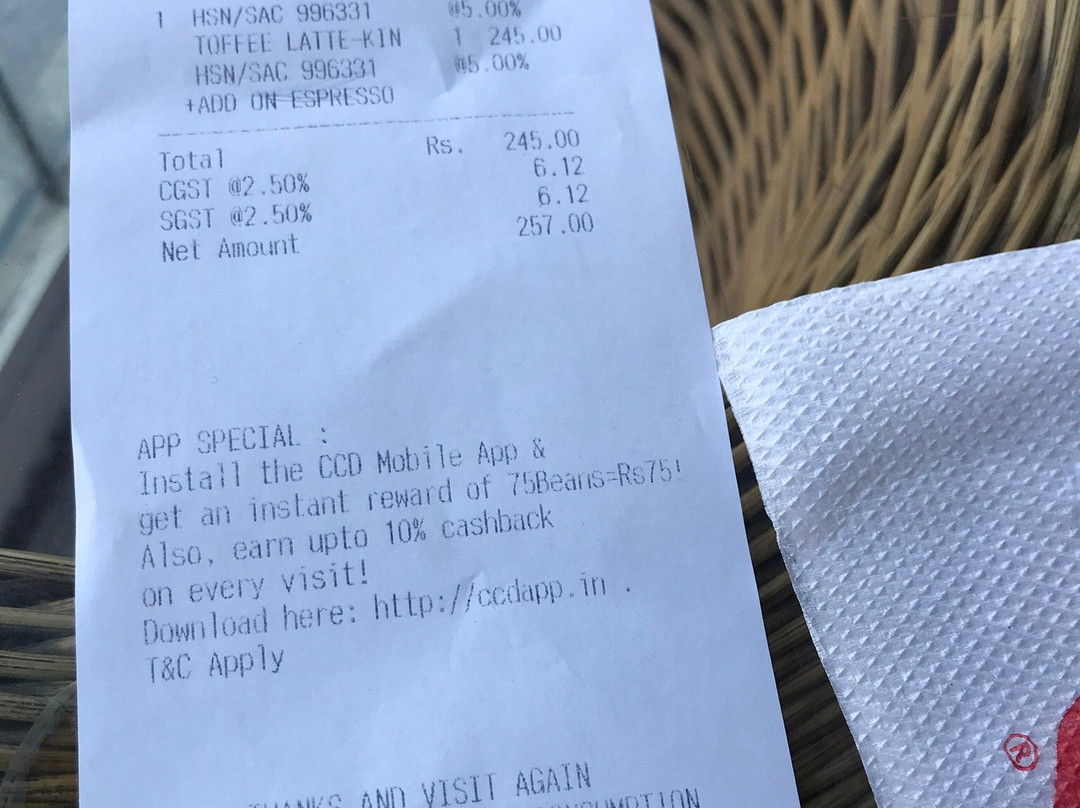 1 HSN/SAC 996331 @5.00%
TOFFEE LATTE-KIN 1 245.00
HSN/SAC 996331 @5.00%
+ADD ON ESPRESSO
Total Rs. 245.00
CGST @2.50% 6.12
SGST @2.50% 6.12
Net Amount 257.00
APP SPECIAL :
Install the CCD Mobile App &
get an instant reward of 75Beans=Rs75!
Also, earn upto 10% cashback
on every visit!
Download here: http://ccdapp.in .
T&C Apply
THANKS AND VISIT AGAIN
CONSUMPTION
®